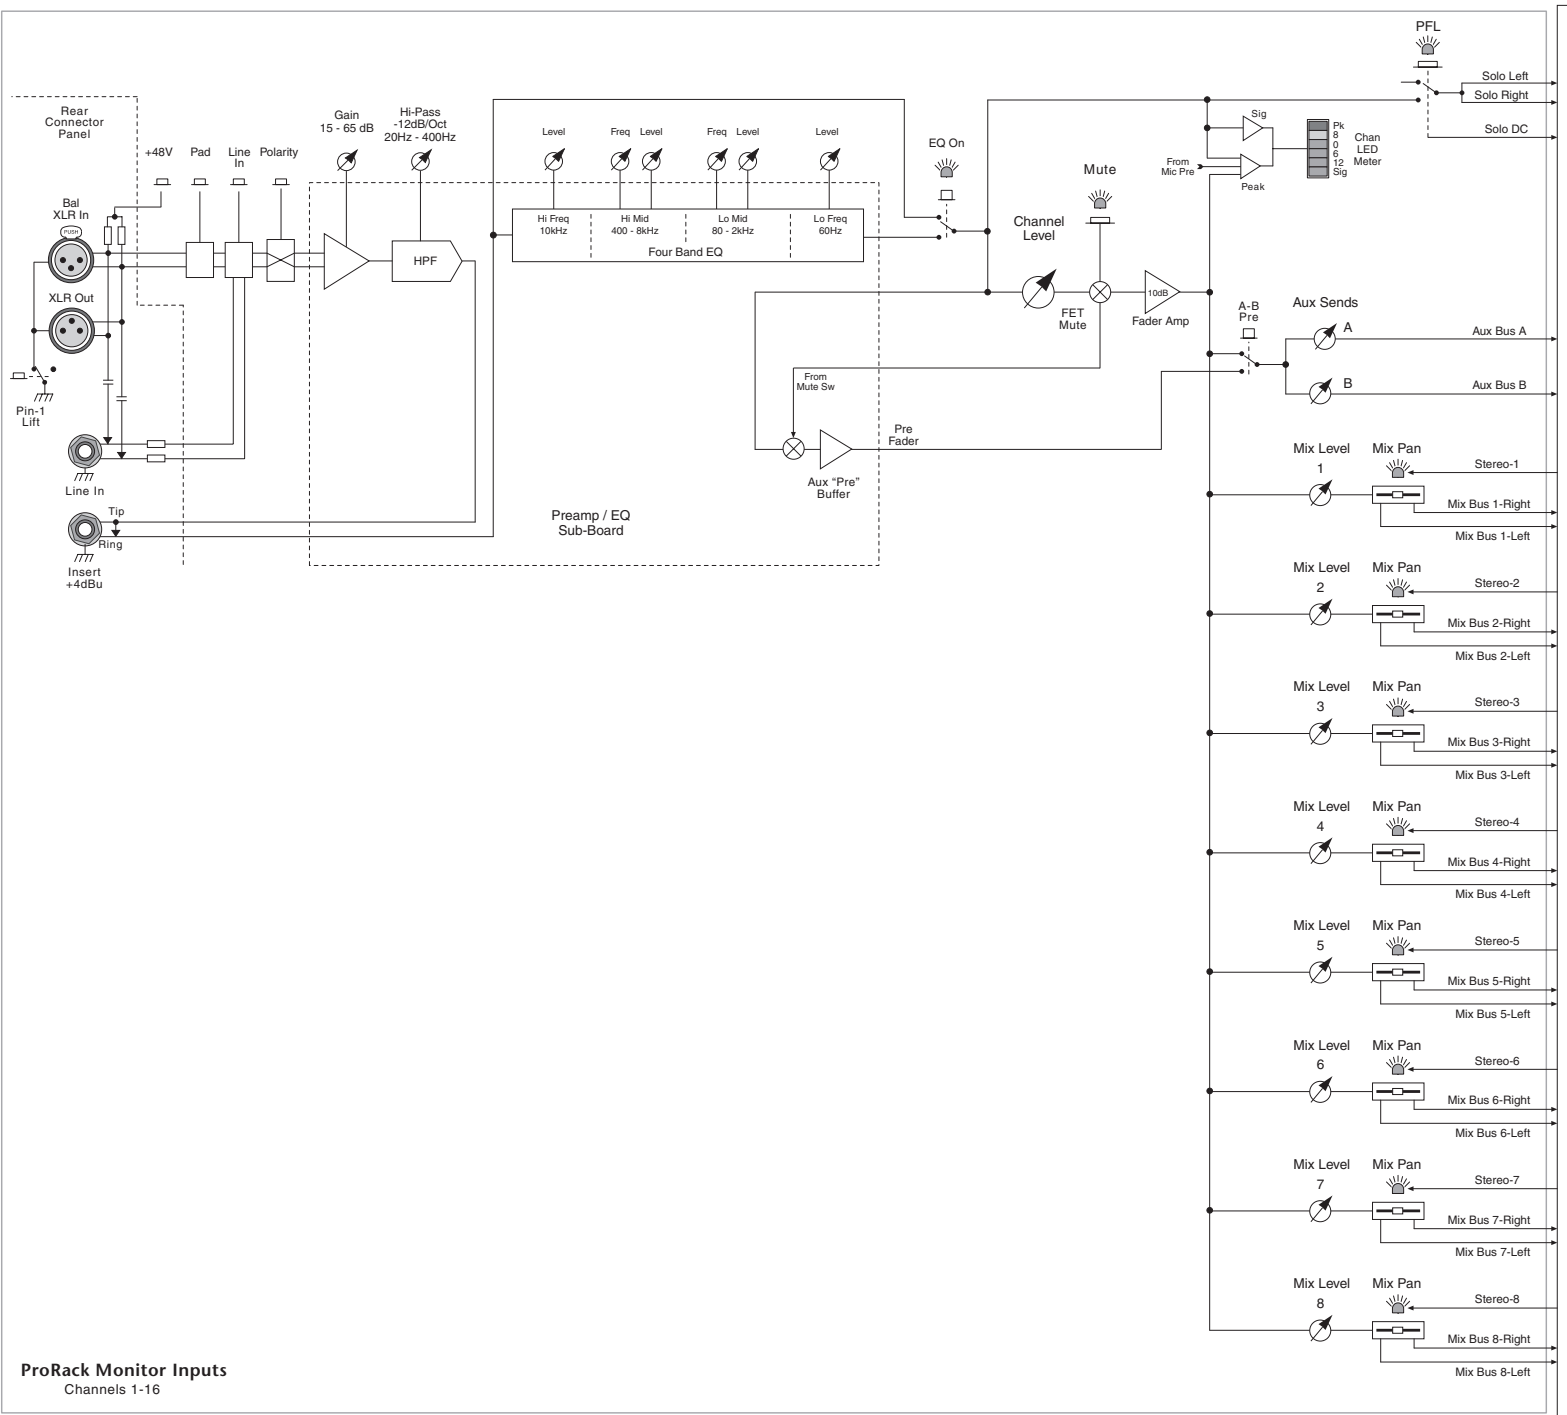 PFL
Solo Left
Solo Right
Solo DC
Rear
Connector
Panel
+48V
Pad
Line
In
Polarity
Gain
15 - 65 dB
Hi-Pass
-12dB/Oct
20Hz - 400Hz
Level
Freq
Level
Freq
Level
Level
EQ On
Sig
From
Mic Pre
Peak
Pk
8
0
6
12
Sig
Chan
LED
Meter
Mute
Bal
XLR In
PUSH
Hi Freq
10kHz
Hi Mid
400 - 8kHz
Lo Mid
80 - 2kHz
Lo Freq
60Hz
Four Band EQ
Channel
Level
HPF
XLR Out
FET
Mute
10dB
Fader Amp
A-B
Pre
Aux Sends
A
Aux Bus A
B
Aux Bus B
From
Mute Sw
Pin-1
Lift
Pre
Fader
Aux “Pre”
Buffer
Line In
Tip
Ring
Insert
+4dBu
Preamp / EQ
Sub-Board
Mix Level
1
Mix Pan
Stereo-1
Mix Bus 1-Right
Mix Bus 1-Left
Mix Level
2
Mix Pan
Stereo-2
Mix Bus 2-Right
Mix Bus 2-Left
Mix Level
3
Mix Pan
Stereo-3
Mix Bus 3-Right
Mix Bus 3-Left
Mix Level
4
Mix Pan
Stereo-4
Mix Bus 4-Right
Mix Bus 4-Left
Mix Level
5
Mix Pan
Stereo-5
Mix Bus 5-Right
Mix Bus 5-Left
Mix Level
6
Mix Pan
Stereo-6
Mix Bus 6-Right
Mix Bus 6-Left
Mix Level
7
Mix Pan
Stereo-7
Mix Bus 7-Right
Mix Bus 7-Left
Mix Level
8
Mix Pan
Stereo-8
Mix Bus 8-Right
Mix Bus 8-Left
ProRack Monitor Inputs
Channels 1-16